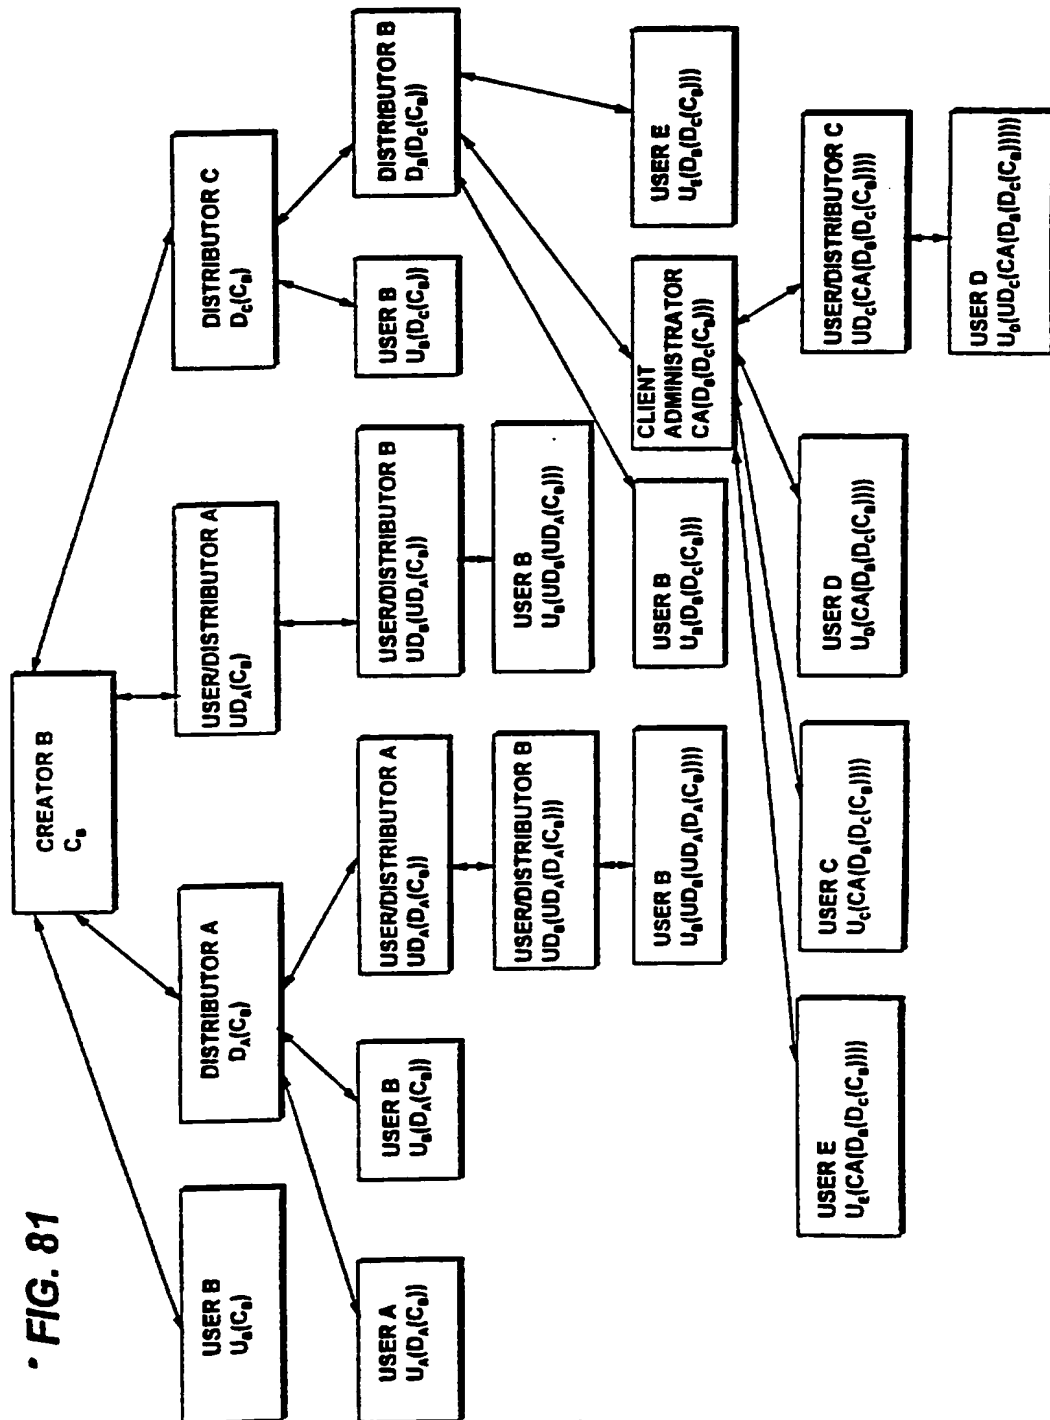 FIG. 81
CREATOR B
C_B
USER B
U_B(C_B)
DISTRIBUTOR A
D_A(C_B)
USER/DISTRIBUTOR A
UD_A(C_B)
DISTRIBUTOR C
D_C(C_B)
USER A
U_A(D_A(C_B))
USER B
U_B(D_A(C_B))
USER/DISTRIBUTOR A
UD_A(D_A(C_B))
USER/DISTRIBUTOR B
UD_B(UD_A(C_B))
USER B
U_B(D_C(C_B))
DISTRIBUTOR B
D_B(D_C(C_B))
USER/DISTRIBUTOR B
UD_B(UD_A(D_A(C_B)))
USER B
U_B(UD_B(UD_A(C_B)))
USER B
U_B(UD_B(UD_A(D_A(C_B))))
USER B
U_B(D_B(D_C(C_B)))
CLIENT
ADMINISTRATOR
CA(D_B(D_C(C_B)))
USER E
U_E(D_B(D_C(C_B)))
USER E
U_E(CA(D_B(D_C(C_B))))
USER C
U_C(CA(D_B(D_C(C_B))))
USER D
U_D(CA(D_B(D_C(C_B))))
USER/DISTRIBUTOR C
UD_C(CA(D_B(D_C(C_B))))
USER D
U_D(UD_C(CA(D_B(D_C(C_B)))))